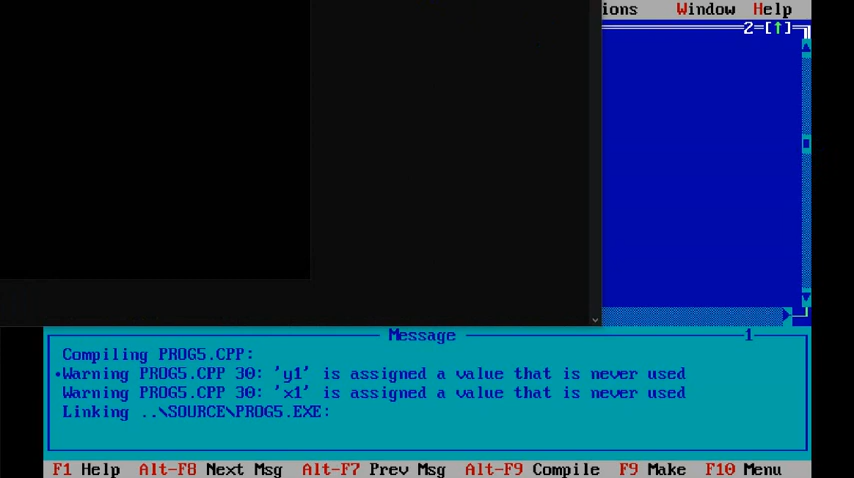 ions Window Help
2=[↑]
Message 1
Compiling PROG5.CPP:
•Warning PROG5.CPP 30: 'y1' is assigned a value that is never used
Warning PROG5.CPP 30: 'x1' is assigned a value that is never used
Linking ..\SOURCE\PROG5.EXE:
F1 Help Alt-F8 Next Msg Alt-F7 Prev Msg Alt-F9 Compile F9 Make F10 Menu